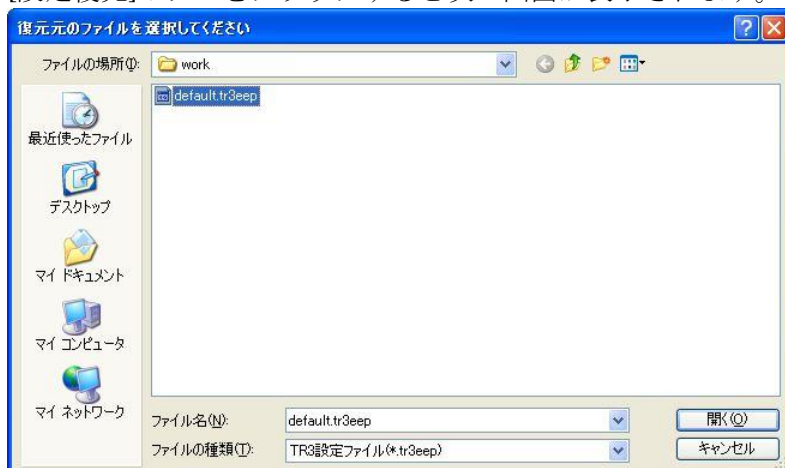 復元元のファイルを選択してください
ファイルの場所(I): work
default.tr3eep
最近使ったファイル
デスクトップ
マイ ドキュメント
マイ コンピュータ
マイ ネットワーク
ファイル名(N): default.tr3eep 開く(O)
ファイルの種類(T): TR3設定ファイル(*.tr3eep) キャンセル